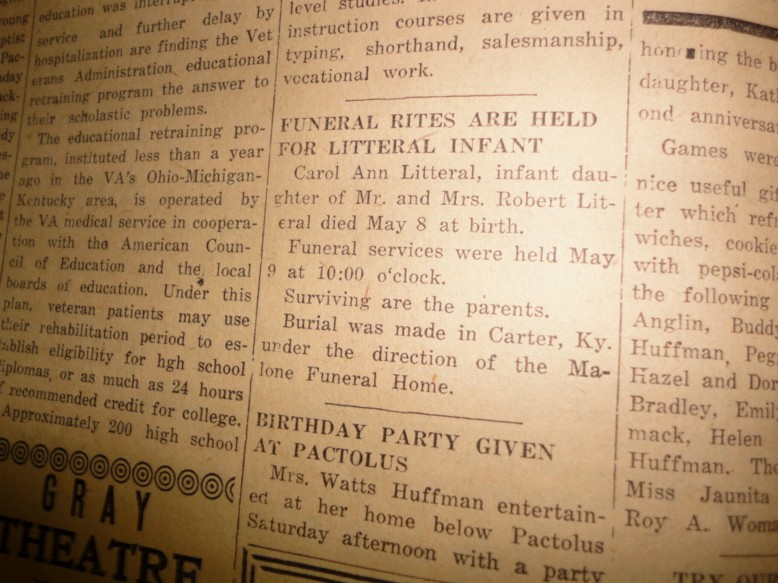 education was
service and further delay by
hospitalization are finding the Vet
erans Administration educational
retraining program the answer to
their scholastic problems.
The educational retraining pro-
gram, instituted less than a year
ago in the VA's Ohio-Michigan-
Kentucky area, is operated by
the VA medical service in coopera-
tion with the American Coun-
cil of Education and the local
boards of education. Under this
plan, veteran patients may use
their rehabilitation period to es-
tablish eligibility for hgh school
diplomas, or as much as 24 hours
recommended credit for college.
Approximately 200 high school
GRAY
THEATRE
level studies.
instruction courses are given in
typing, shorthand, salesmanship,
vocational work.
FUNERAL RITES ARE HELD
FOR LITTERAL INFANT
Carol Ann Litteral, infant dau-
ghter of Mr. and Mrs. Robert Lit-
eral died May 8 at birth.
Funeral services were held May
9 at 10:00 o'clock.
Surviving are the parents.
Burial was made in Carter, Ky.
under the direction of the Ma-
lone Funeral Home.
BIRTHDAY PARTY GIVEN
AT PACTOLUS
Mrs. Watts Huffman entertain-
ed at her home below Pactolus
Saturday afternoon with a party
the b
daughter, Kat
ond anniversa
Games were
nice useful gi
ter which refr
wiches, cookie
with pepsi-col
the following
Anglin, Budd
Huffman, Peg
Hazel and Dor
Bradley, Emil
mack, Helen
Huffman. Th
Miss Jaunita
Roy A. Wom
TRY OU